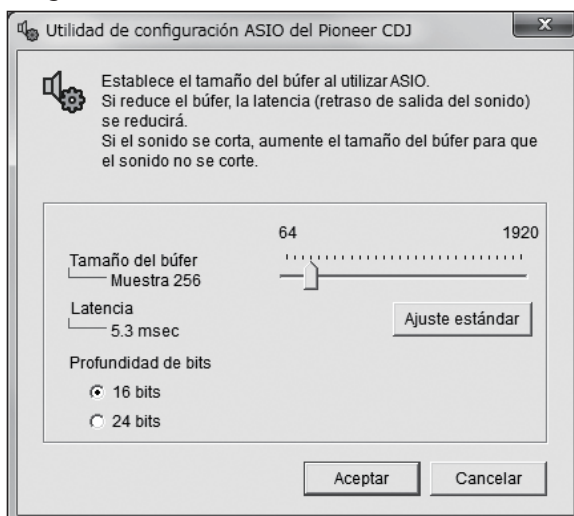 Utilidad de configuración ASIO del Pioneer CDJ
Establece el tamaño del búfer al utilizar ASIO.
Si reduce el búfer, la latencia (retraso de salida del sonido)
se reducirá.
Si el sonido se corta, aumente el tamaño del búfer para que
el sonido no se corte.
64 1920
Tamaño del búfer
Muestra 256
Latencia
5.3 msec
Ajuste estándar
Profundidad de bits
16 bits
24 bits
Aceptar Cancelar